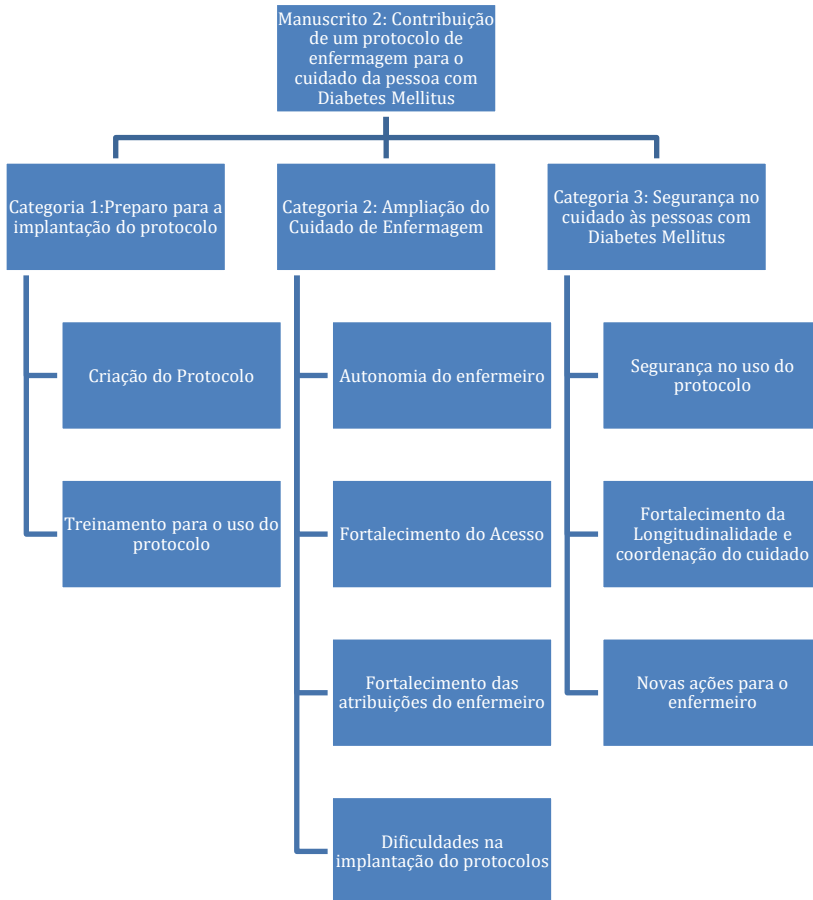 Manuscrito 2: Contribuição
de um protocolo de
enfermagem para o
cuidado da pessoa com
Diabetes Mellitus
Categoria 1:Preparo para a
implantação do protocolo
Criação do Protocolo
Treinamento para o uso do
protocolo
Categoria 2: Ampliação do
Cuidado de Enfermagem
Autonomia do enfermeiro
Fortalecimento do Acesso
Fortalecimento das
atribuições do enfermeiro
Dificuldades na
implantação do protocolos
Categoria 3: Segurança no
cuidado às pessoas com
Diabetes Mellitus
Segurança no uso do
protocolo
Fortalecimento da
Longitudinalidade e
coordenação do cuidado
Novas ações para o
enfermeiro